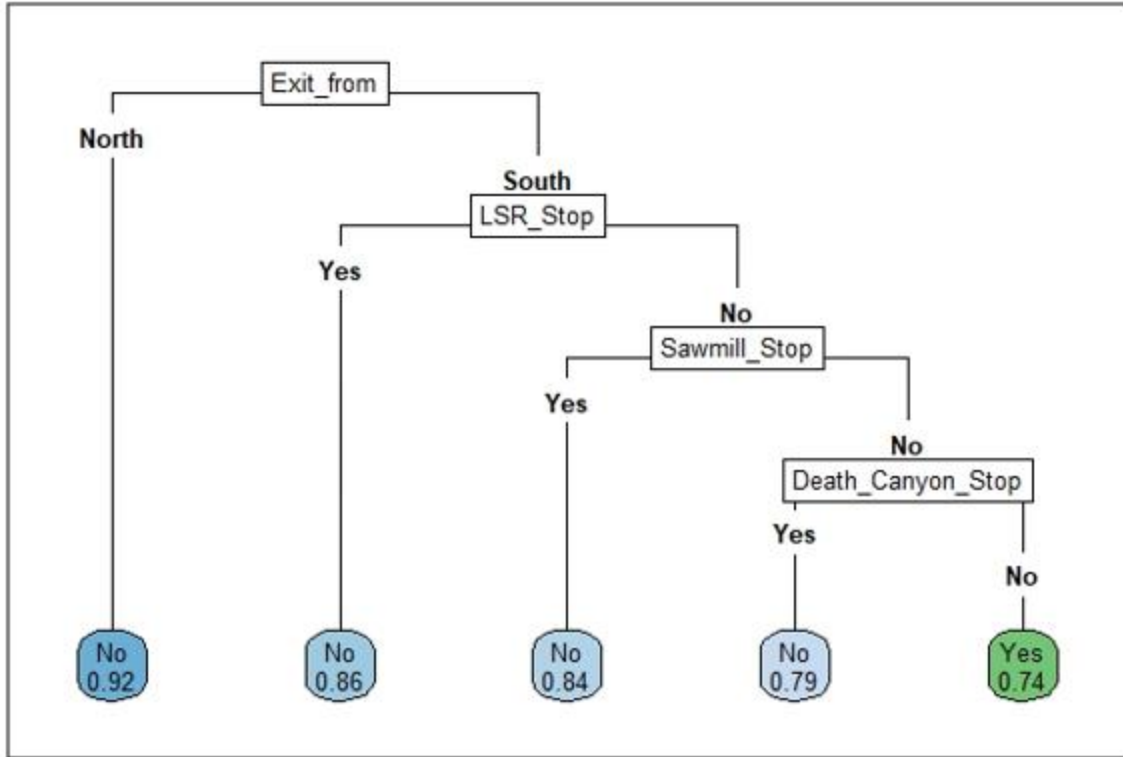 Exit_from
North
South
LSR_Stop
Yes
No
Sawmill_Stop
Yes
No
Death_Canyon_Stop
Yes
No
No
0.92
No
0.86
No
0.84
No
0.79
Yes
0.74